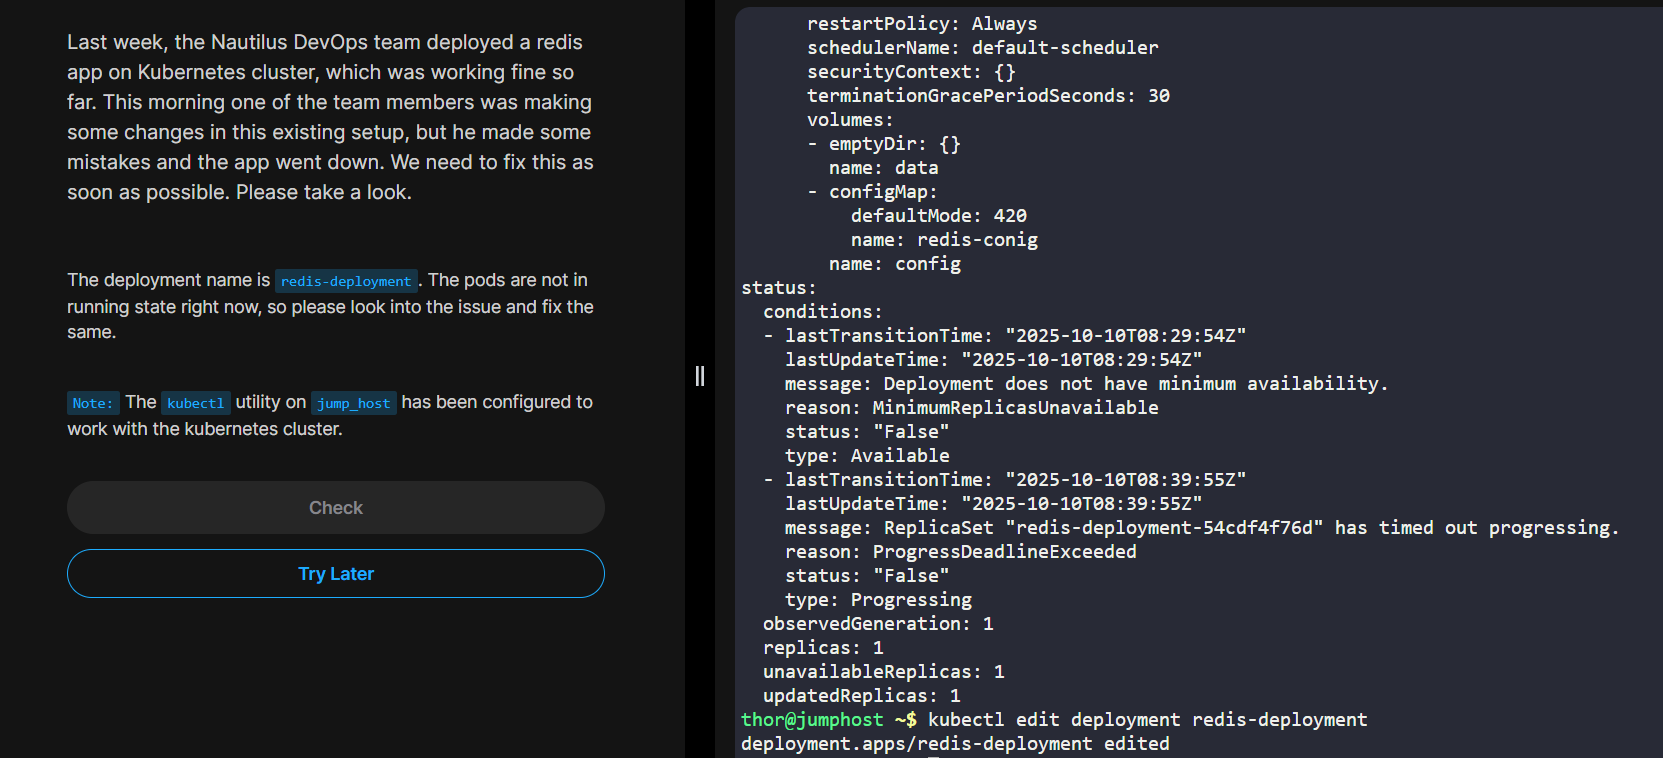 Last week, the Nautilus DevOps team deployed a redis
app on Kubernetes cluster, which was working fine so
far. This morning one of the team members was making
some changes in this existing setup, but he made some
mistakes and the app went down. We need to fix this as
soon as possible. Please take a look.
The deployment name is redis-deployment. The pods are not in
running state right now, so please look into the issue and fix the
same.
Note: The kubectl utility on jump_host has been configured to
work with the kubernetes cluster.
Check
Try Later
restartPolicy: Always
schedulerName: default-scheduler
securityContext: {}
terminationGracePeriodSeconds: 30
volumes:
- emptyDir: {}
name: data
- configMap:
defaultMode: 420
name: redis-conig
name: config
status:
conditions:
- lastTransitionTime: "2025-10-10T08:29:54Z"
lastUpdateTime: "2025-10-10T08:29:54Z"
message: Deployment does not have minimum availability.
reason: MinimumReplicasUnavailable
status: "False"
type: Available
- lastTransitionTime: "2025-10-10T08:39:55Z"
lastUpdateTime: "2025-10-10T08:39:55Z"
message: ReplicaSet "redis-deployment-54cdf4f76d" has timed out progressing.
reason: ProgressDeadlineExceeded
status: "False"
type: Progressing
observedGeneration: 1
replicas: 1
unavailableReplicas: 1
updatedReplicas: 1
thor@jumphost ~$ kubectl edit deployment redis-deployment
deployment.apps/redis-deployment edited